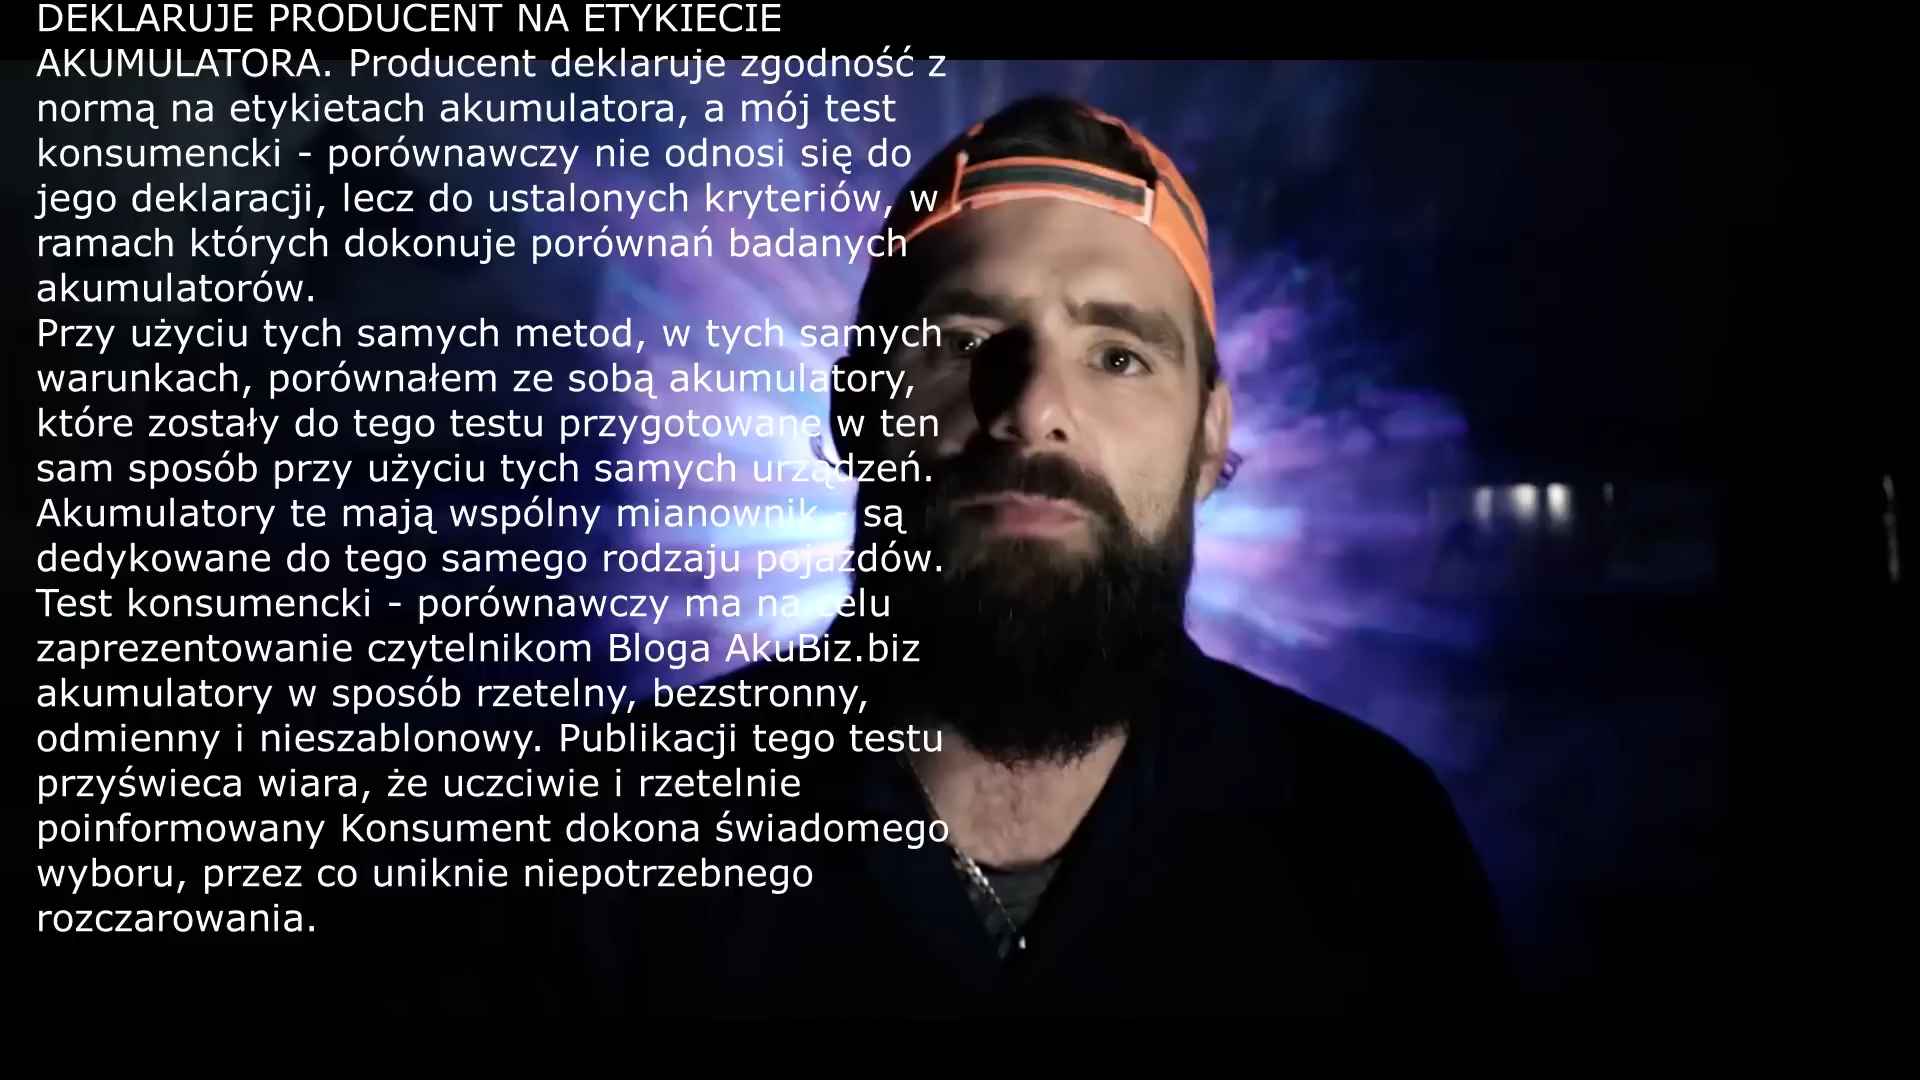 DEKLARUJE PRODUCENT NA ETYKIECIE
AKUMULATORA. Producent deklaruje zgodność z
normą na etykietach akumulatora, a mój test
konsumencki - porównawczy nie odnosi się do
jego deklaracji, lecz do ustalonych kryteriów, w
ramach których dokonuje porównań badanych
akumulatorów.
Przy użyciu tych samych metod, w tych samych
warunkach, porównałem ze sobą akumulatory,
które zostały do tego testu przygotowane w ten
sam sposób przy użyciu tych samych urządzeń.
Akumulatory te mają wspólny mianownik - są
dedykowane do tego samego rodzaju pojazdów.
Test konsumencki - porównawczy ma na celu
zaprezentowanie czytelnikom Bloga AkuBiz.biz
akumulatory w sposób rzetelny, bezstronny,
odmienny i nieszablonowy. Publikacji tego testu
przyświeca wiara, że uczciwie i rzetelnie
poinformowany Konsument dokona świadomego
wyboru, przez co uniknie niepotrzebnego
rozczarowania.